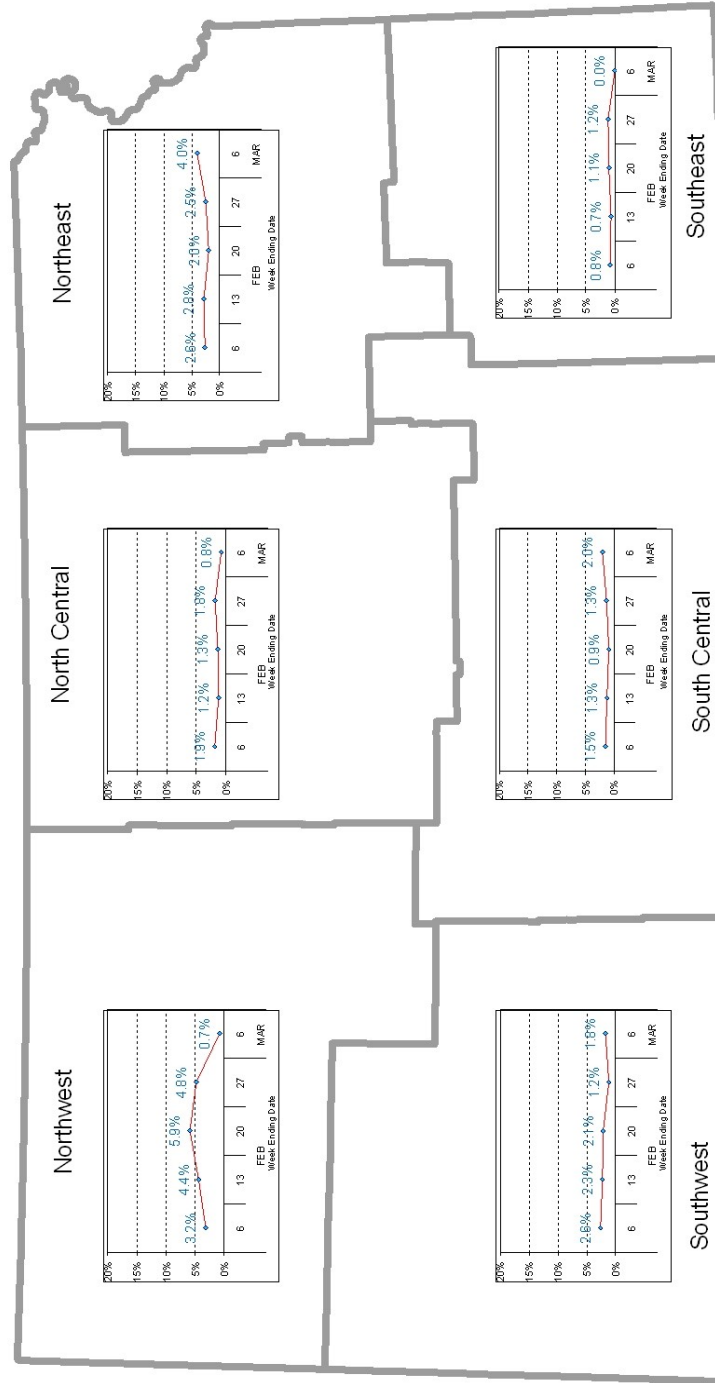 Northwest
20%
15%
10%
5%
0%
3.2% 4.4% 5.9% 4.8% 0.7%
6 13 20 27 6
FEB MAR
Week Ending Date
North Central
20%
15%
10%
5%
0%
1.9% 1.2% 1.3% 1.8% 0.8%
6 13 20 27 6
FEB MAR
Week Ending Date
Northeast
20%
15%
10%
5%
0%
2.6% 2.8% 2.0% 2.5% 4.0%
6 13 20 27 6
FEB MAR
Week Ending Date
20%
15%
10%
5%
0%
2.6% 2.3% 2.1% 1.2% 1.8%
6 13 20 27 6
FEB MAR
Week Ending Date
Southwest
20%
15%
10%
5%
0%
1.5% 1.3% 0.9% 1.3% 2.0%
6 13 20 27 6
FEB MAR
Week Ending Date
South Central
20%
15%
10%
5%
0%
0.8% 0.7% 1.1% 1.2% 0.0%
6 13 20 27 6
FEB MAR
Week Ending Date
Southeast